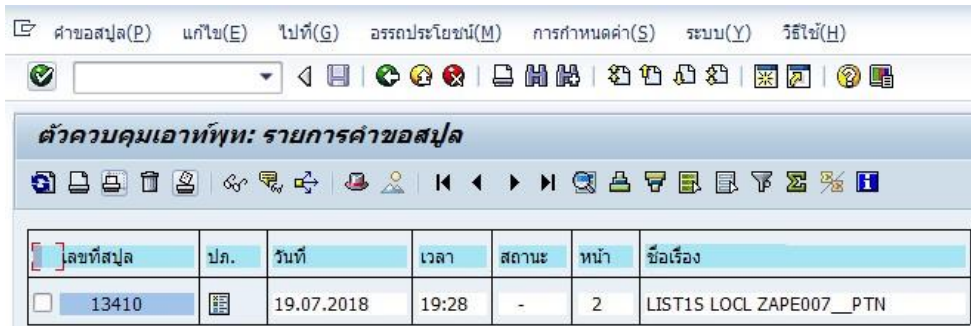 คำขอสปูล(P) แก้ไข(E) ไปที่(G) อรรถประโยชน์(M) การกำหนดค่า(S) ระบบ(Y) วิธีใช้(H)
ตัวควบคุมเอาท์พุท: รายการคำขอสปูล
เลขที่สปูล ปภ. วันที่ เวลา สถานะ หน้า ชื่อเรื่อง
13410 19.07.2018 19:28 - 2 LIST1S LOCL ZAPE007__PTN